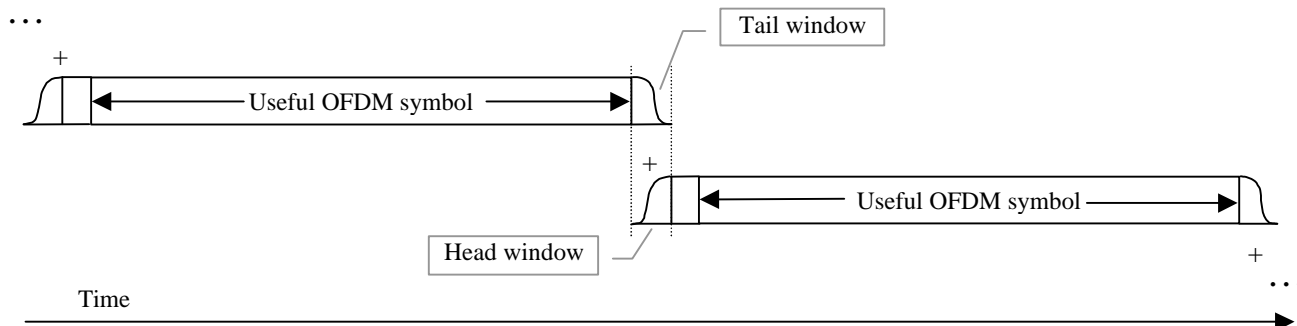 ...
Tail window
+
Useful OFDM symbol
+
Useful OFDM symbol
Head window
+
..
Time